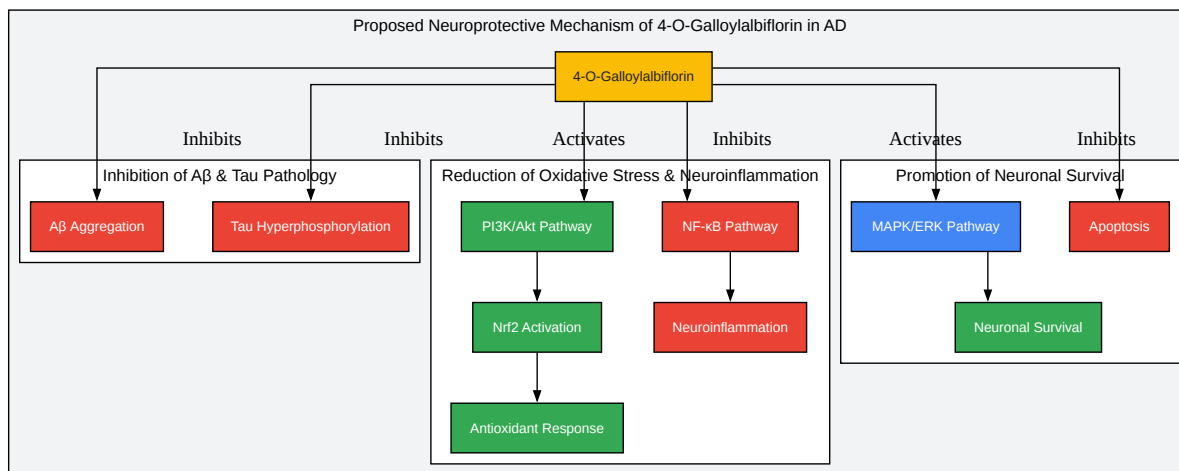 Proposed Neuroprotective Mechanism of 4-O-Galloylalbiflorin in AD
4-O-Galloylalbiflorin
Inhibits
Inhibits
Activates
Inhibits
Activates
Inhibits
Inhibition of Aβ & Tau Pathology
Reduction of Oxidative Stress & Neuroinflammation
Promotion of Neuronal Survival
Aβ Aggregation
Tau Hyperphosphorylation
PI3K/Akt Pathway
NF-κB Pathway
MAPK/ERK Pathway
Apoptosis
Nrf2 Activation
Neuroinflammation
Neuronal Survival
Antioxidant Response